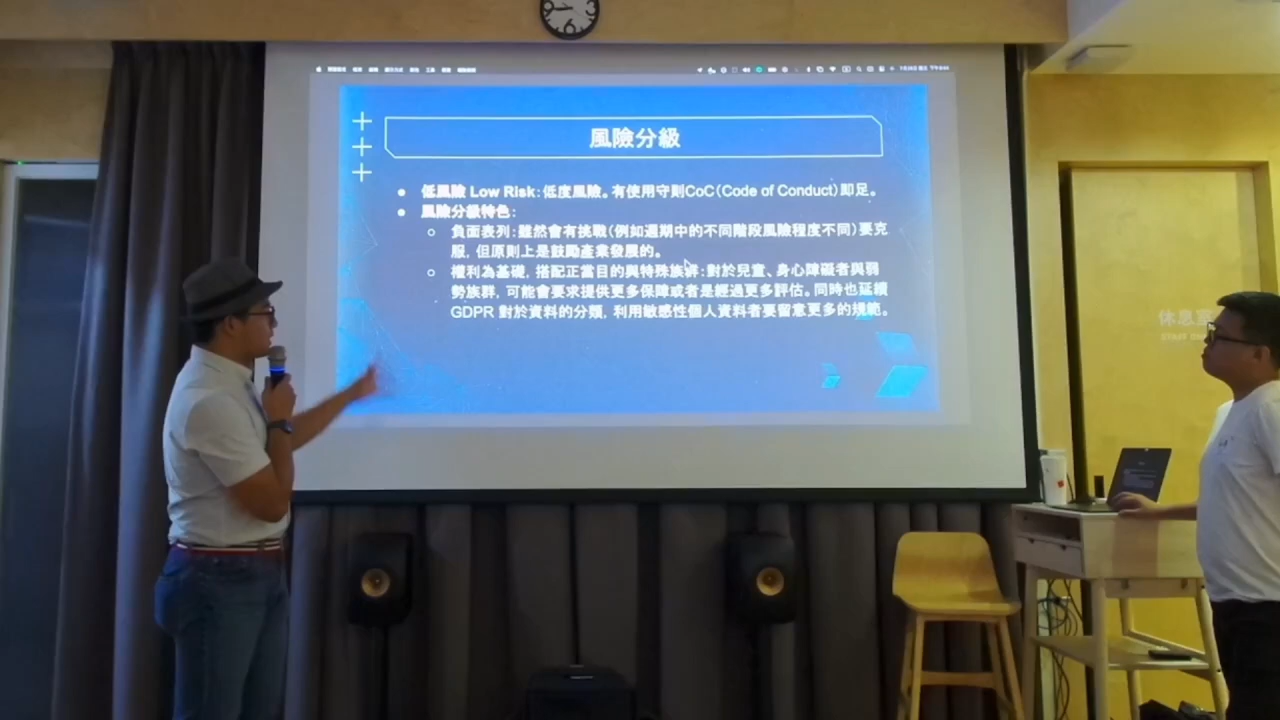 風險分級
低風險 Low Risk：低度風險。有使用守則CoC（Code of Conduct）即足。
風險分級特色：
負面表列：雖然會有挑戰（例如週期中的不同階段風險程度不同）要克
服，但原則上是鼓勵產業發展的。
權利為基礎，搭配正當目的與特殊族群：對於兒童、身心障礙者與弱
勢族群，可能會要求提供更多保障或者是經過更多評估。同時也延續
GDPR 對於資料的分類，利用敏感性個人資料者要留意更多的規範。
休息室
STAFF